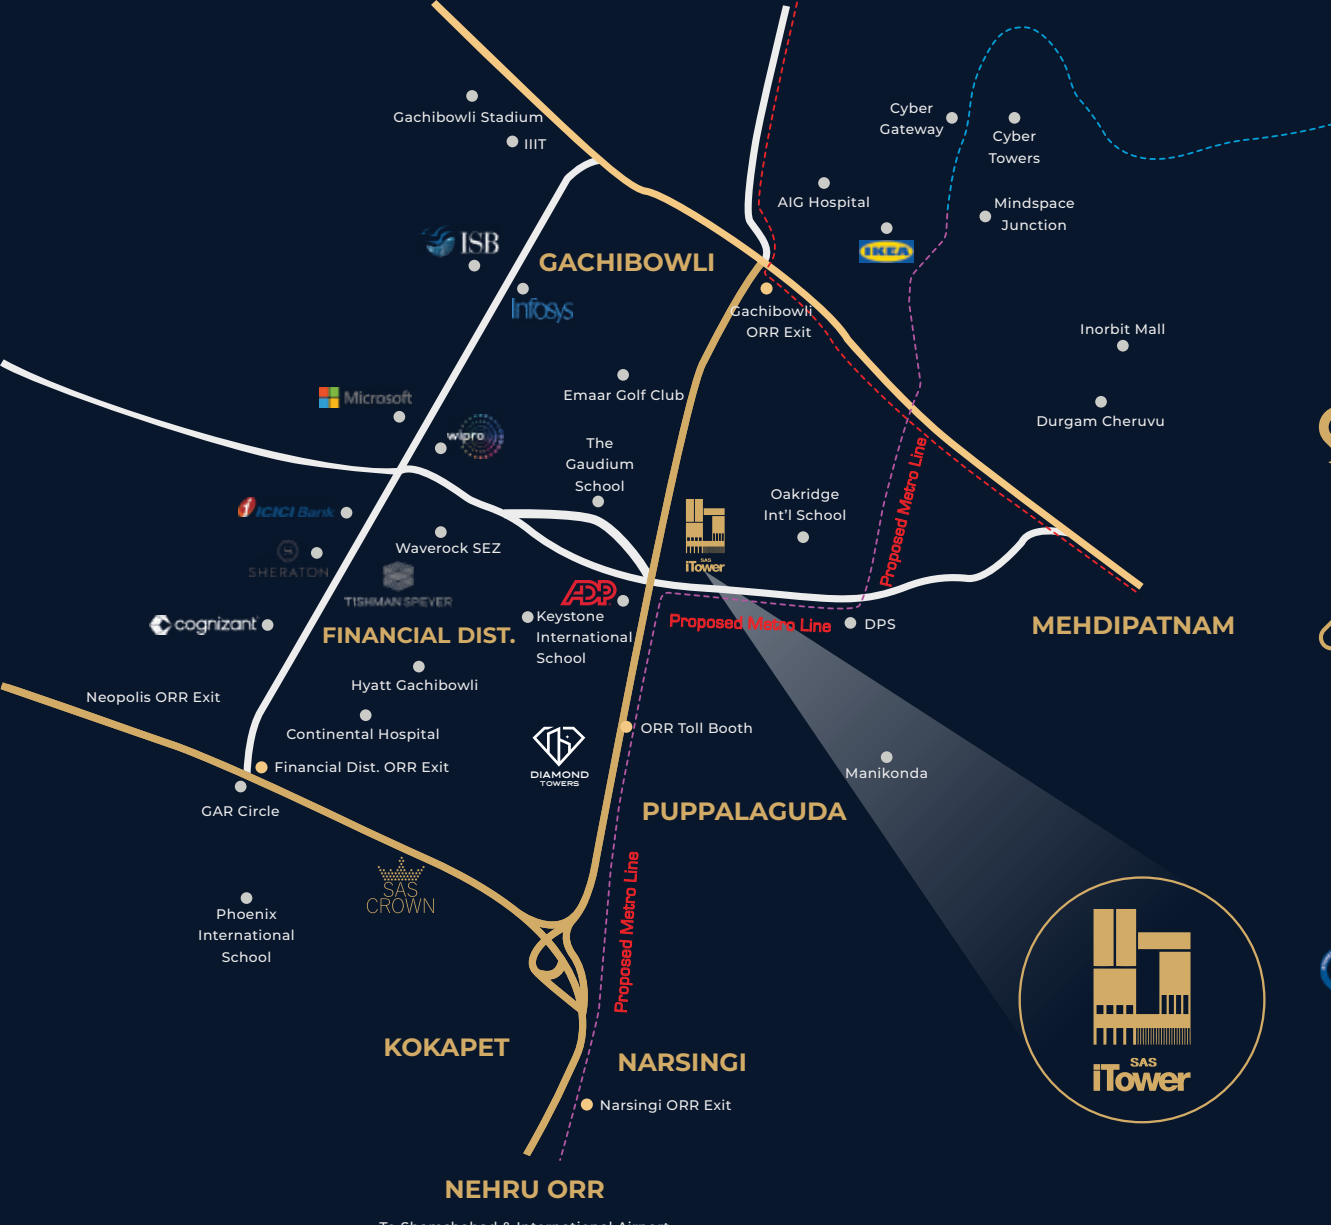 Gachibowli Stadium
IIIT
Cyber
Gateway
Cyber
Towers
AIG Hospital
Mindspace
Junction
IKEA
ISB
GACHIBOWLI
Infosys
Gachibowli
ORR Exit
Inorbit Mall
Emaar Golf Club
Microsoft
Durgam Cheruvu
wipro
The
Gaudium
School
Oakridge
Int'l School
Proposed Metro Line
ICICI Bank
Waverock SEZ
SHERATON
SAS
iTower
TISHMAN SPEYER
ADP
cognizant
FINANCIAL DIST.
Keystone
International
School
Proposed Metro Line
DPS
MEHDIPATNAM
Hyatt Gachibowli
Neopolis ORR Exit
Continental Hospital
ORR Toll Booth
DIAMOND
TOWERS
Financial Dist. ORR Exit
Manikonda
GAR Circle
PUPPALAGUDA
SAS
CROWN
Proposed Metro Line
Phoenix
International
School
KOKAPET
NARSINGI
SAS
iTower
Narsingi ORR Exit
NEHRU ORR
To Shamshabad & International Airport